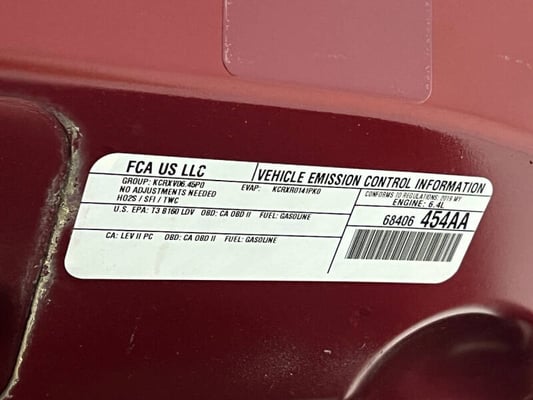 FCA US LLC
VEHICLE EMISSION CONTROL INFORMATION
GROUP: KCRXV06.45P0 EVAP: KCRXR0141PK0
NO ADJUSTMENTS NEEDED
HO2S / SFI / TWC
CONFORMS TO REGULATIONS: 2019 MY
ENGINE: 6.4L
U.S. EPA: T3 B160 LDV OBD: CA OBD II FUEL: GASOLINE
68406 454AA
CA: LEV II PC OBD: CA OBD II FUEL: GASOLINE